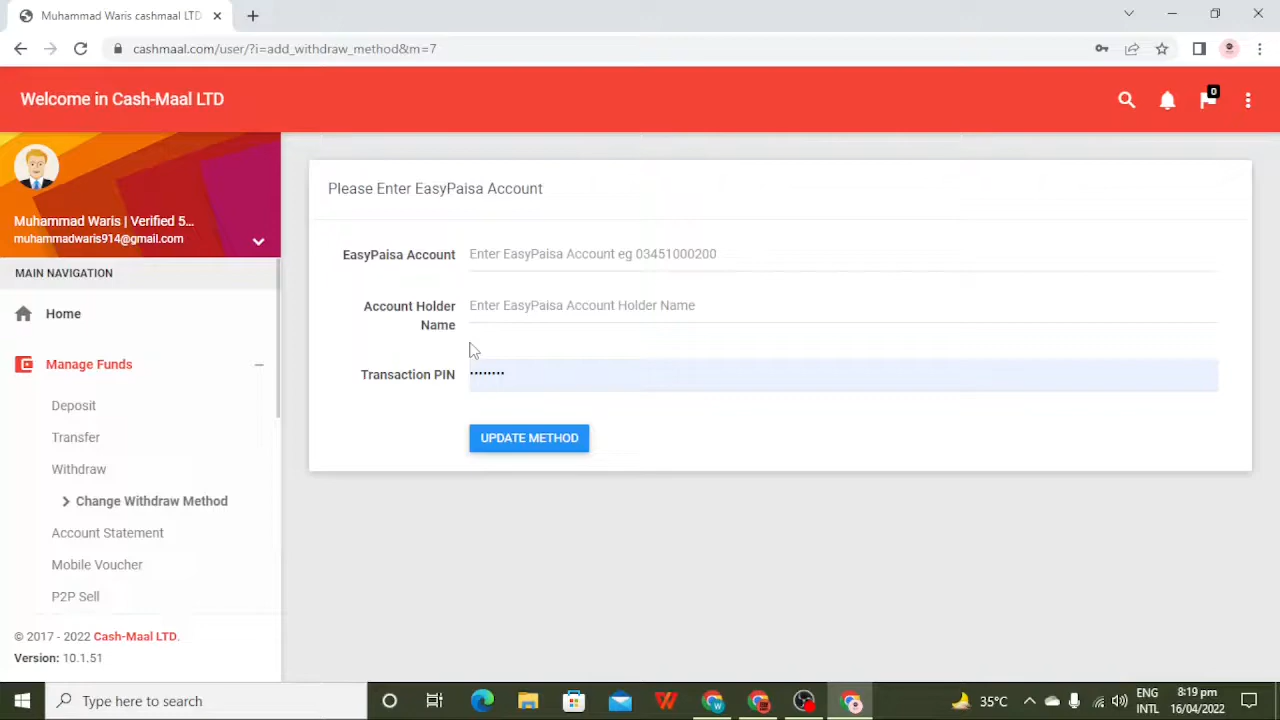 Muhammad Waris cashmaal LTD
cashmaal.com/user/?i=add_withdraw_method&m=7
Welcome in Cash-Maal LTD
0
Muhammad Waris | Verified 5...
muhammadwaris914@gmail.com
MAIN NAVIGATION
Home
Manage Funds
Deposit
Transfer
Withdraw
Change Withdraw Method
Account Statement
Mobile Voucher
P2P Sell
© 2017 - 2022 Cash-Maal LTD.
Version: 10.1.51
Please Enter EasyPaisa Account
EasyPaisa Account Enter EasyPaisa Account eg 03451000200
Account Holder Name Enter EasyPaisa Account Holder Name
Transaction PIN ••••••••
UPDATE METHOD
Type here to search
35°C
ENG
INTL
8:19 pm
16/04/2022